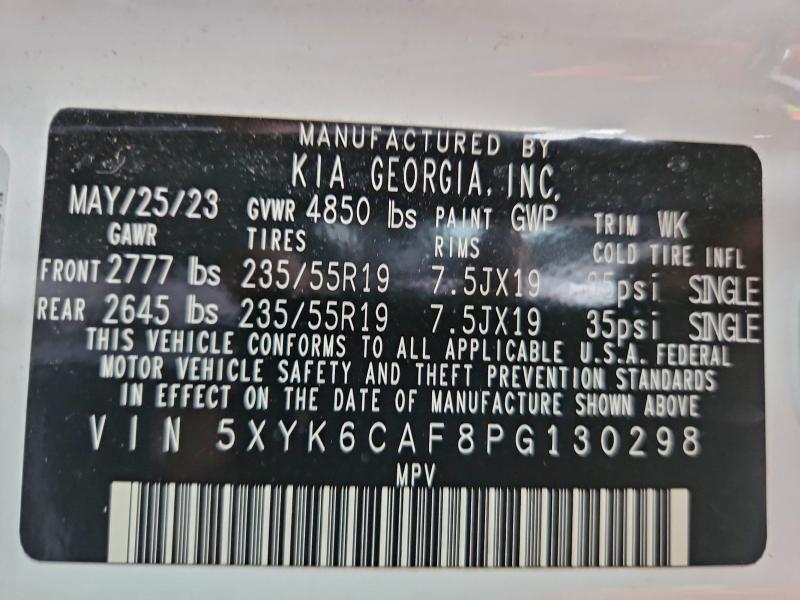 MANUFACTURED BY
KIA GEORGIA, INC.
MAY/25/23 GVWR 4850 lbs PAINT GWP TRIM WK
GAWR TIRES RIMS COLD TIRE INFL
FRONT 2777 lbs 235/55R19 7.5JX19 35psi SINGLE
REAR 2645 lbs 235/55R19 7.5JX19 35psi SINGLE
THIS VEHICLE CONFORMS TO ALL APPLICABLE U.S.A. FEDERAL
MOTOR VEHICLE SAFETY AND THEFT PREVENTION STANDARDS
IN EFFECT ON THE DATE OF MANUFACTURE SHOWN ABOVE
VIN 5XYK6CAF8PG130298
MPV